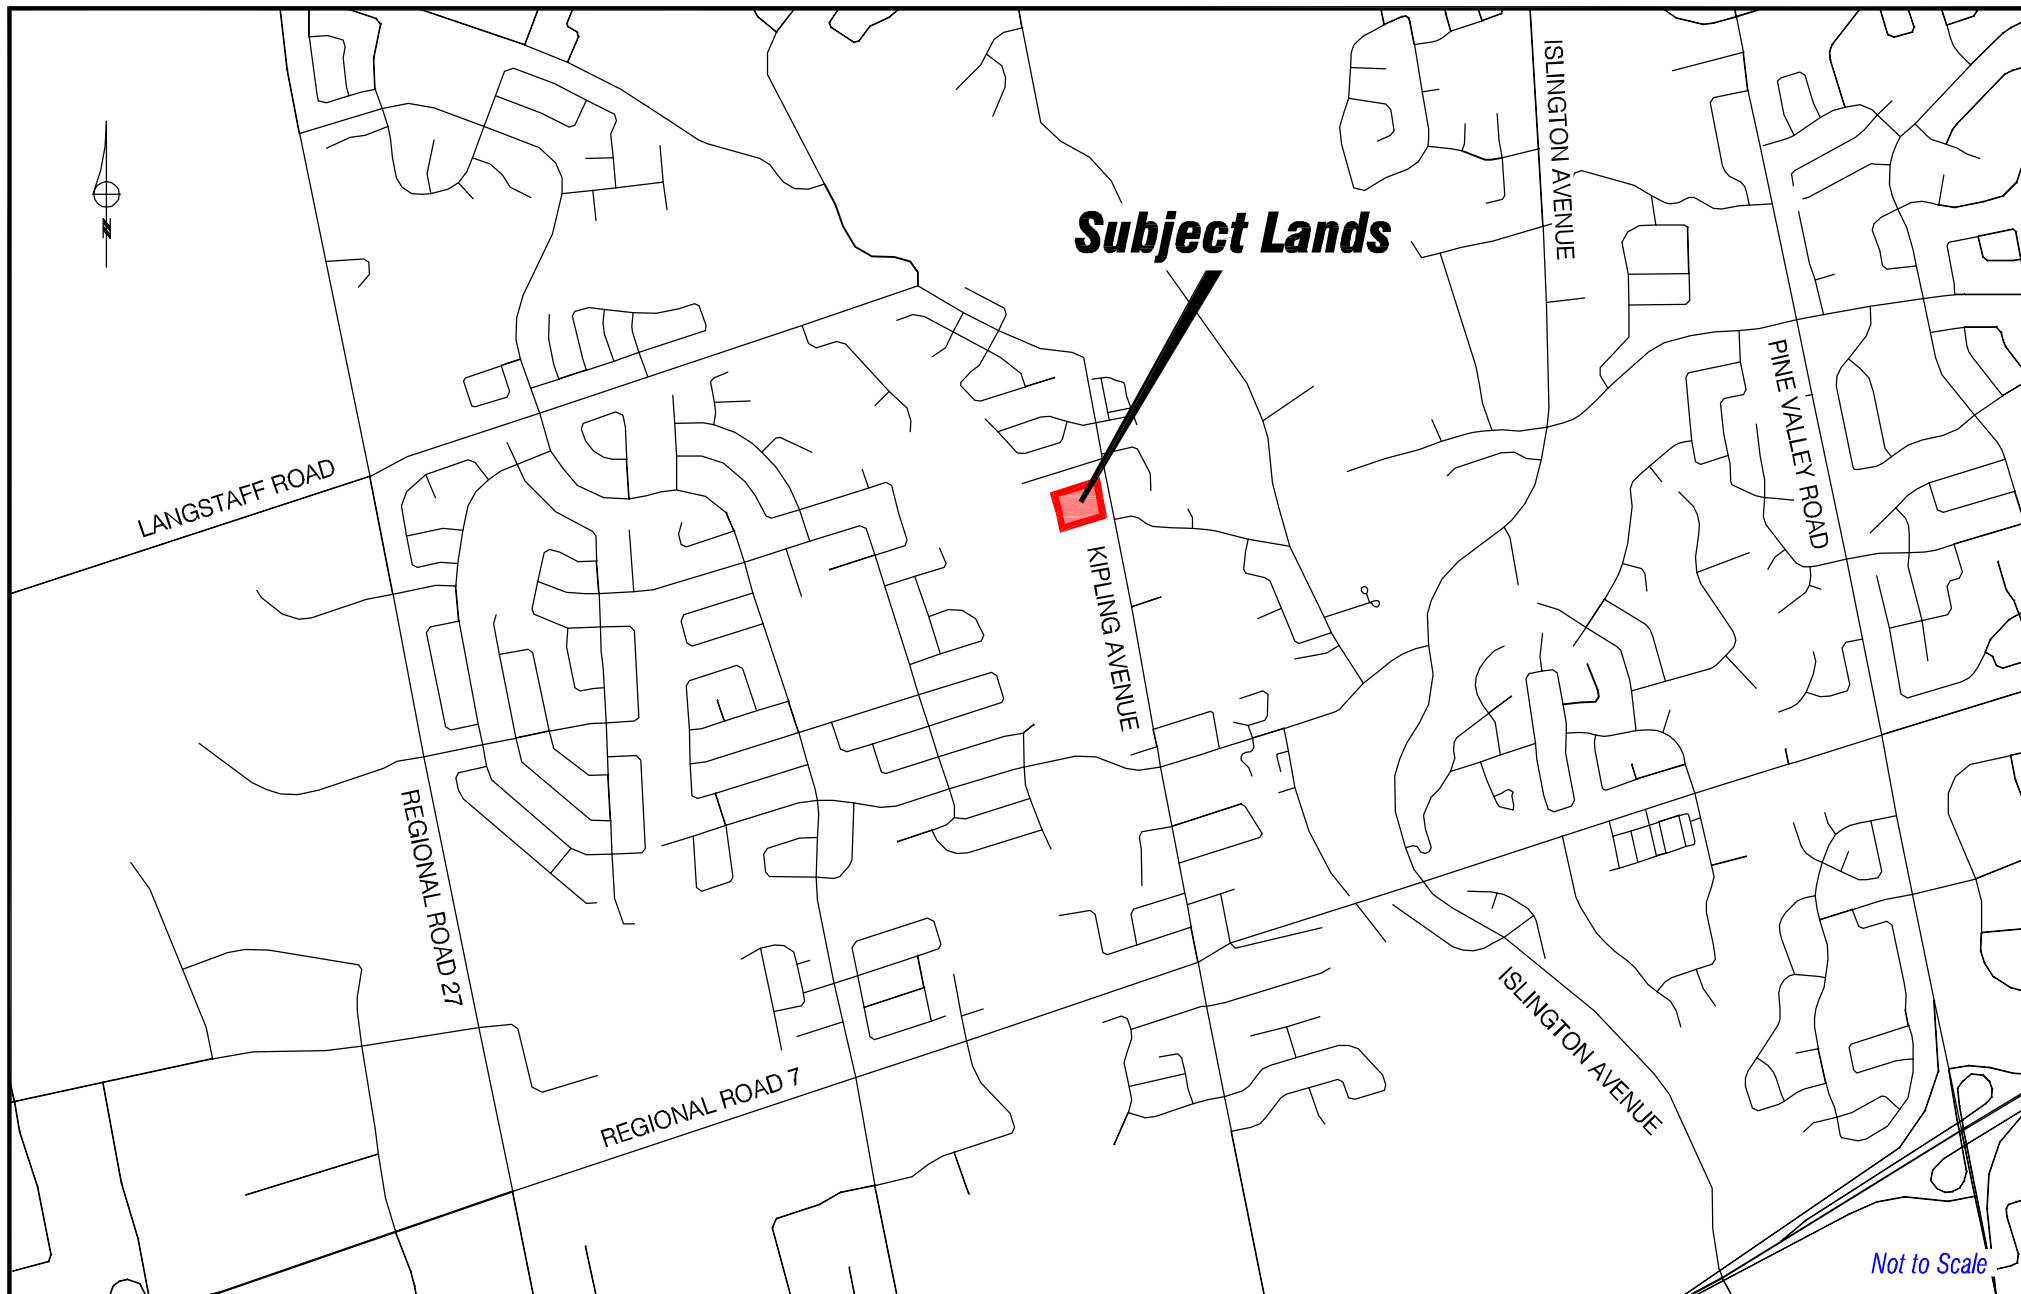 ISLINGTON AVENUE
Subject Lands
PINE VALLEY ROAD
LANGSTAFF ROAD
KIPLING AVENUE
REGIONAL ROAD 27
ISLINGTON AVENUE
REGIONAL ROAD 7
Not to Scale
N